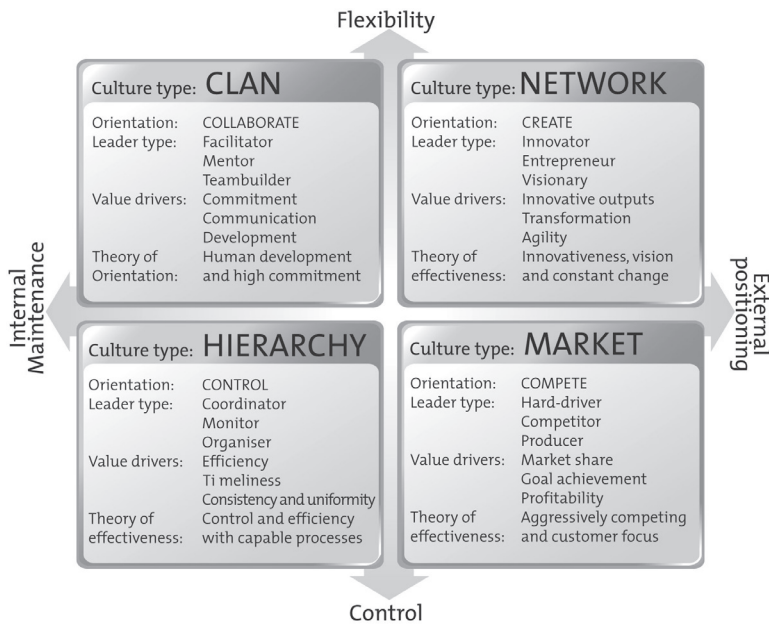 Flexibility
Culture type: CLAN
Orientation: COLLABORATE
Leader type: Facilitator
Mentor
Teambuilder
Value drivers: Commitment
Communication
Development
Theory of Human development
Orientation: and high commitment
Culture type: NETWORK
Orientation: CREATE
Leader type: Innovator
Entrepreneur
Visionary
Value drivers: Innovative outputs
Transformation
Agility
Theory of Innovativeness, vision
effectiveness: and constant change
Internal
Maintenance
External
positioning
Culture type: HIERARCHY
Orientation: CONTROL
Leader type: Coordinator
Monitor
Organiser
Value drivers: Efficiency
Ti meliness
Consistency and uniformity
Theory of Control and efficiency
effectiveness: with capable processes
Culture type: MARKET
Orientation: COMPETE
Leader type: Hard-driver
Competitor
Producer
Value drivers: Market share
Goal achievement
Profitability
Theory of Aggressively competing
effectiveness: and customer focus
Control